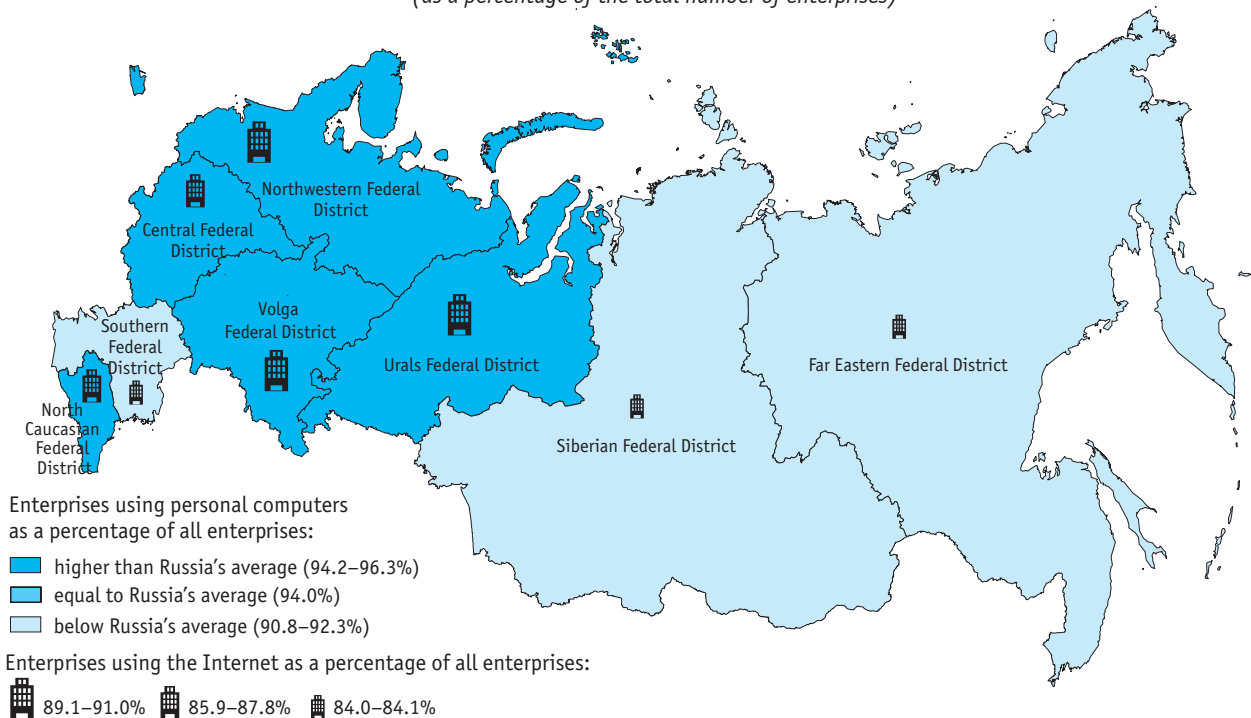 (as a percentage of the total number of enterprises)
Northwestern Federal
District
Central Federal
District
Volga
Federal District
Southern
Federal
District
Urals Federal District
Far Eastern Federal District
North
Caucasian
Federal
District
Siberian Federal District
Enterprises using personal computers
as a percentage of all enterprises:
higher than Russia's average (94.2–96.3%)
equal to Russia's average (94.0%)
below Russia's average (90.8–92.3%)
Enterprises using the Internet as a percentage of all enterprises:
89.1–91.0% 85.9–87.8% 84.0–84.1%